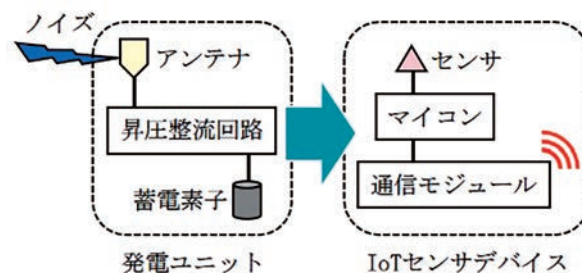 ノイズ
アンテナ
昇圧整流回路
蓄電素子
発電ユニット
センサ
マイコン
通信モジュール
IoTセンサデバイス